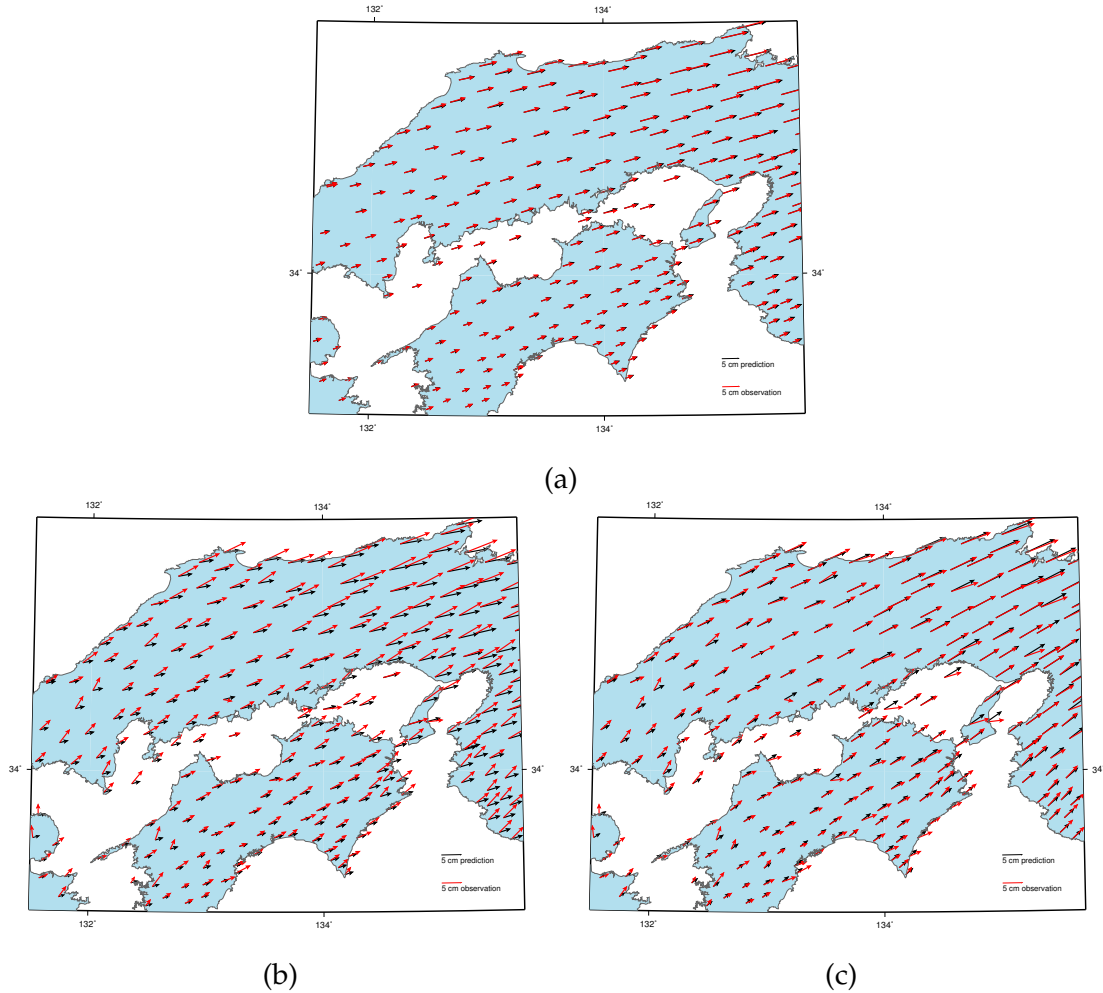 132˚ 134˚
34˚ 34˚
5 cm prediction
5 cm observation
132˚ 134˚
(a)
132˚ 134˚ 132˚ 134˚
34˚ 34˚ 34˚
5 cm prediction 5 cm prediction
5 cm observation 5 cm observation
132˚ 134˚ 132˚ 134˚
(b) (c)